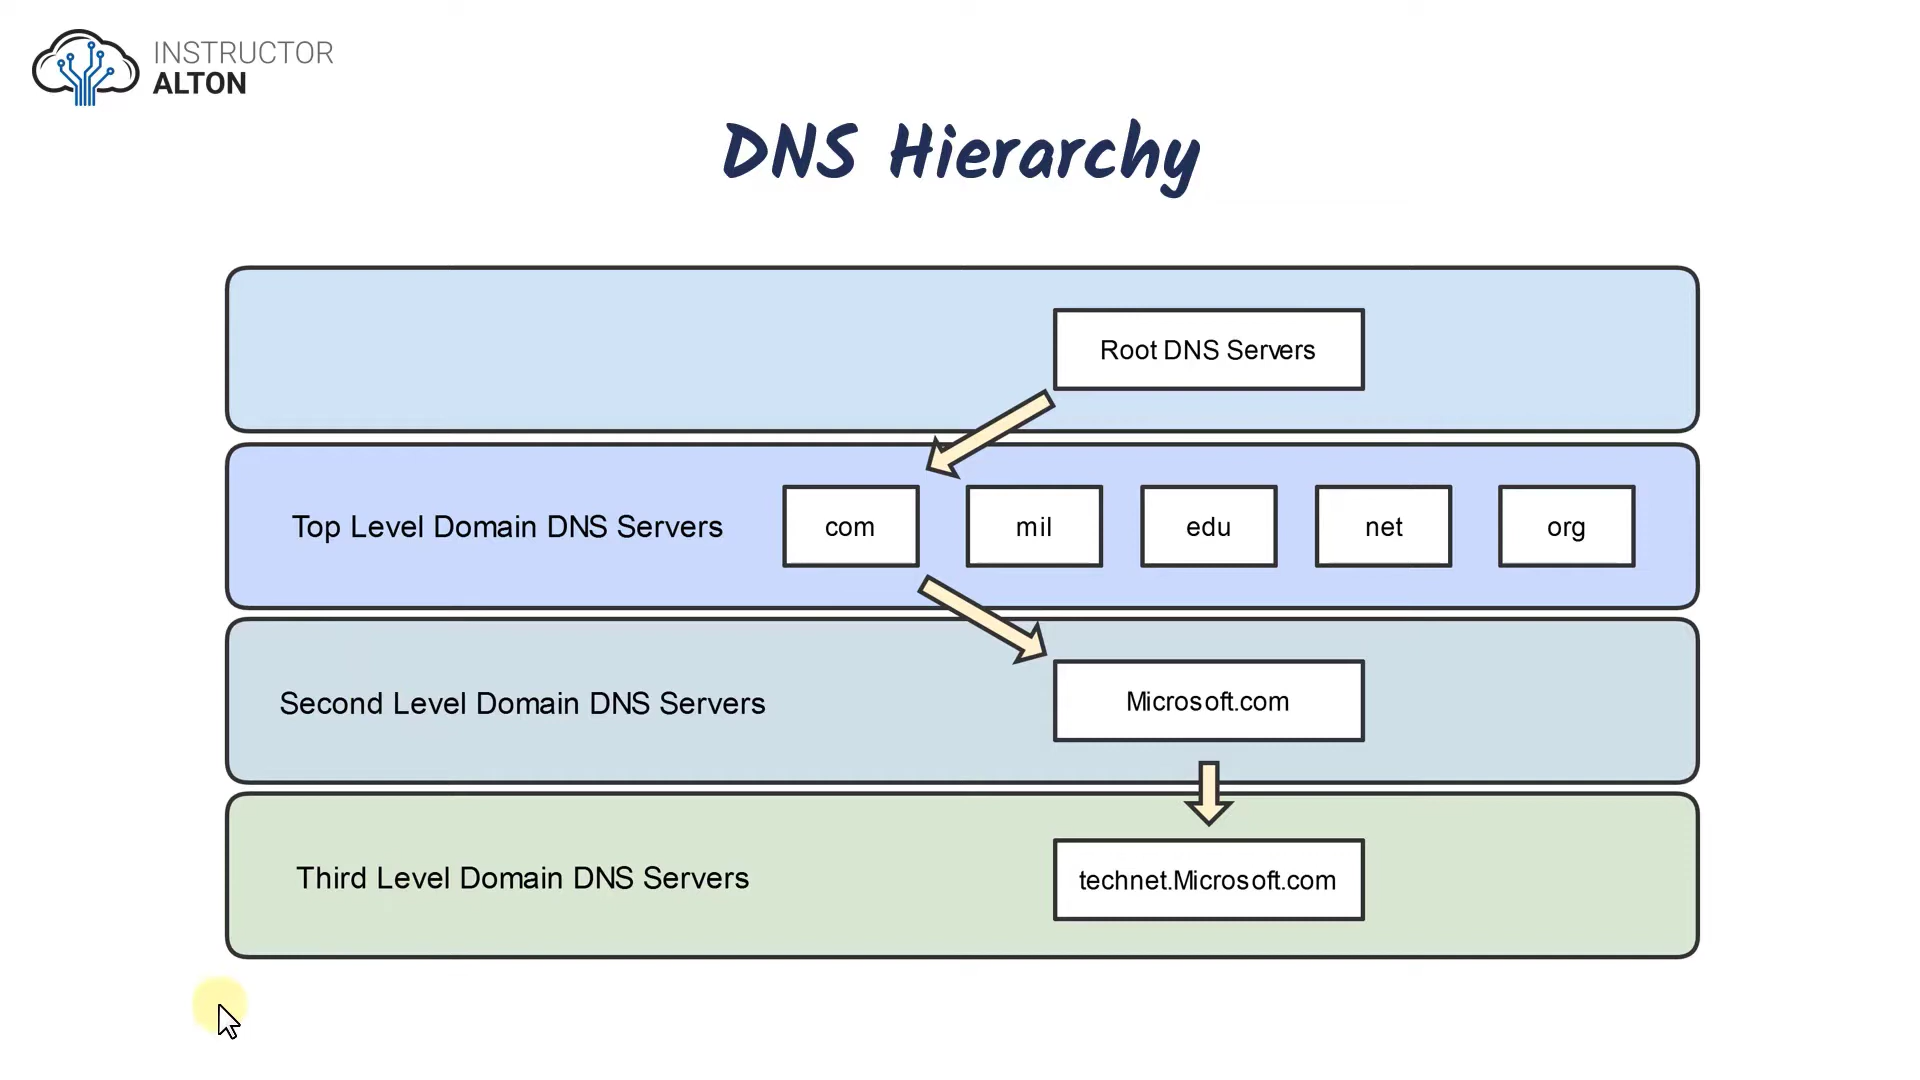 INSTRUCTOR
ALTON
DNS Hierarchy
Root DNS Servers
Top Level Domain DNS Servers
com
mil
edu
net
org
Second Level Domain DNS Servers
Microsoft.com
Third Level Domain DNS Servers
technet.Microsoft.com